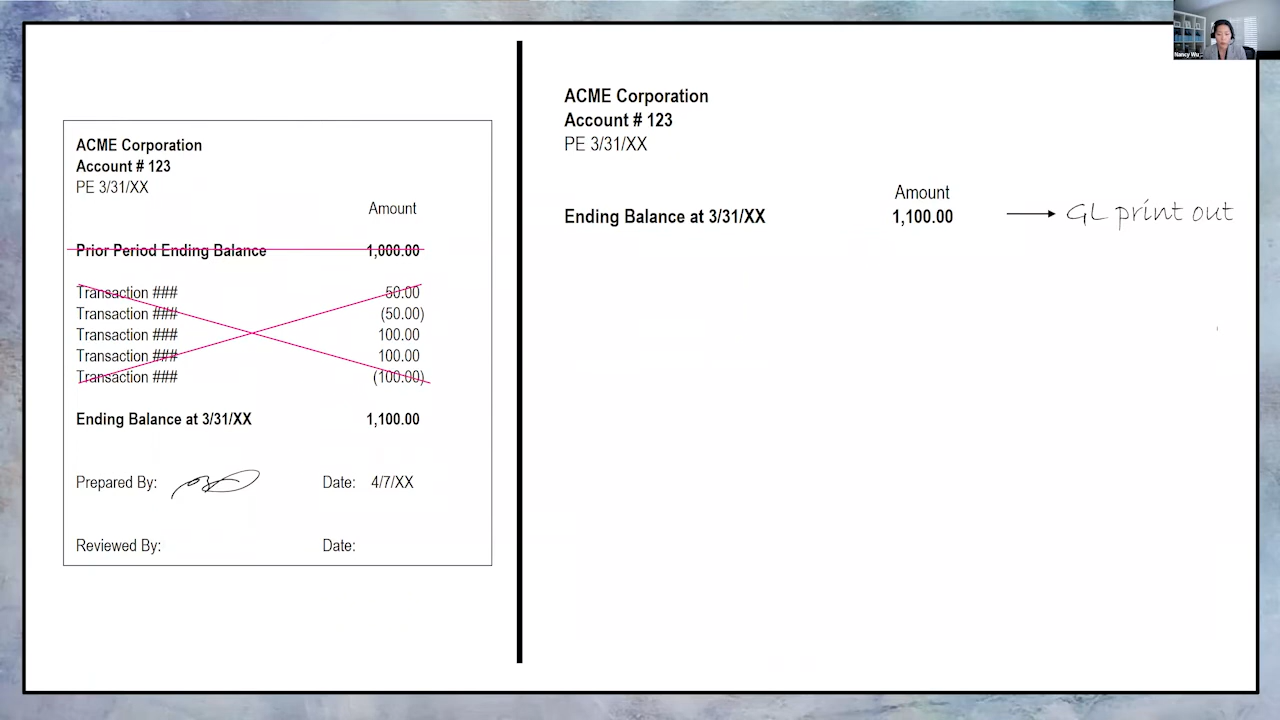 ACME Corporation
Account # 123
PE 3/31/XX
Amount
Prior Period Ending Balance 1,000.00
Transaction ### 50.00
Transaction ### (50.00)
Transaction ### 100.00
Transaction ### 100.00
Transaction ### (100.00)
Ending Balance at 3/31/XX 1,100.00
Prepared By: Date: 4/7/XX
Reviewed By: Date:
ACME Corporation
Account # 123
PE 3/31/XX
Amount
Ending Balance at 3/31/XX 1,100.00 GL print out
Nancy Wu